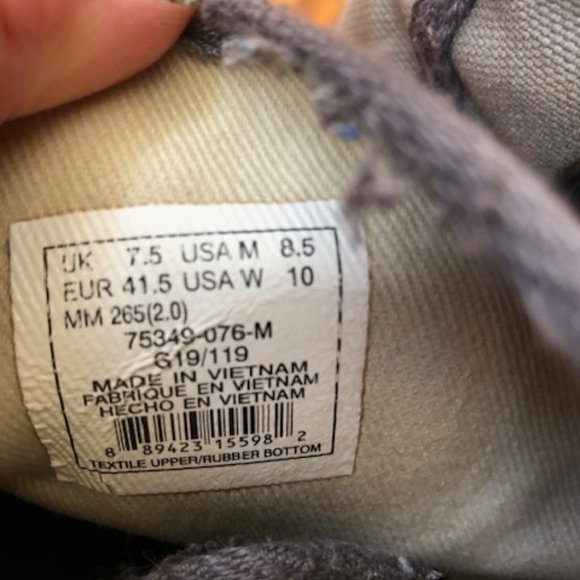 UK 7.5 USA M 8.5
EUR 41.5 USA W 10
MM 265(2.0)
75349-076-M
G19/119
MADE IN VIETNAM
FABRIQUE EN VIETNAM
HECHO EN VIETNAM
8 89423 15598 2
TEXTILE UPPER/RUBBER BOTTOM